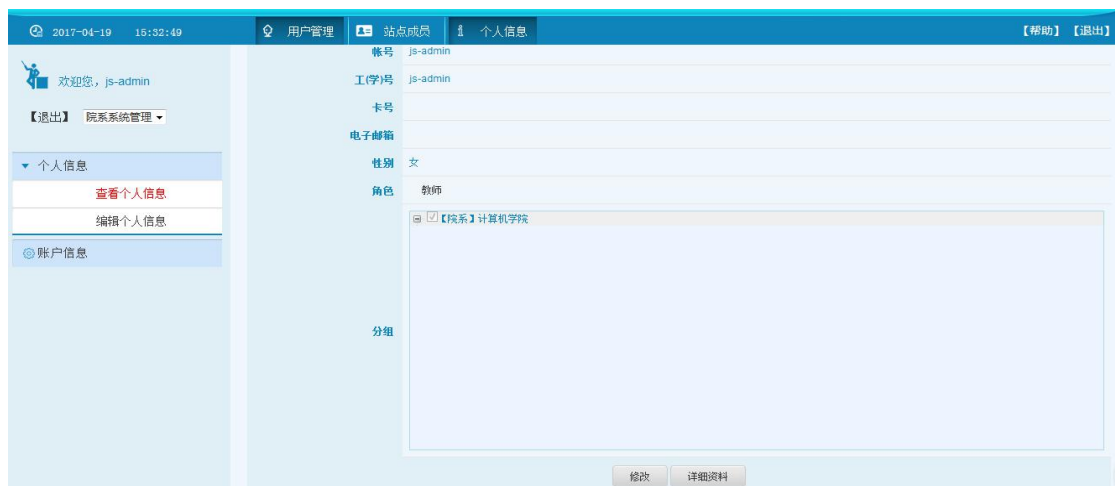 2017-04-19 15:32:49 用户管理 站点成员 个人信息 【帮助】 【退出】
欢迎您，js-admin
【退出】 院系系统管理
个人信息
查看个人信息
编辑个人信息
账户信息
帐号 js-admin
工(学)号 js-admin
卡号
电子邮箱
性别 女
角色 教师
【院系】计算机学院
分组
修改 详细资料